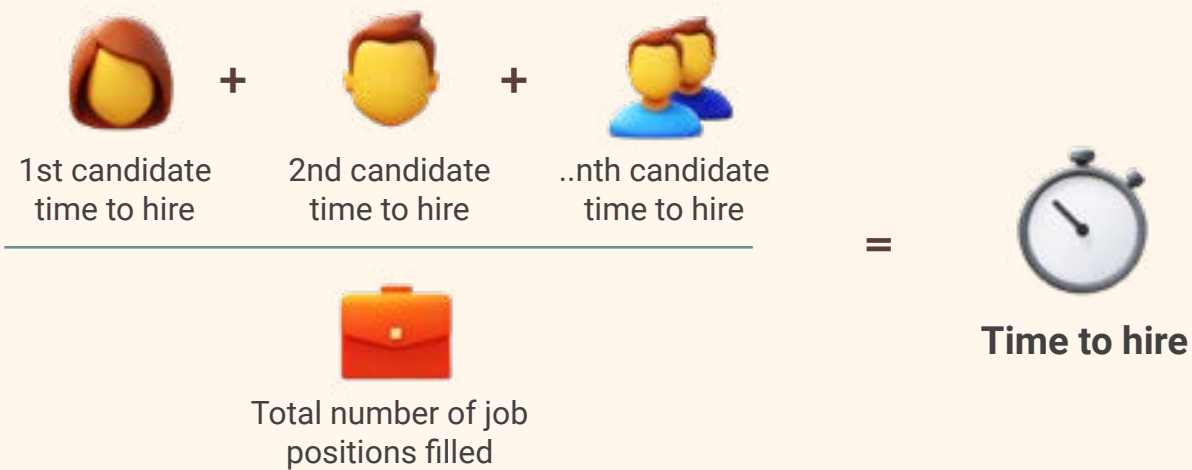 +
+
1st candidate
time to hire
2nd candidate
time to hire
..nth candidate
time to hire
=
Total number of job
positions filled
Time to hire